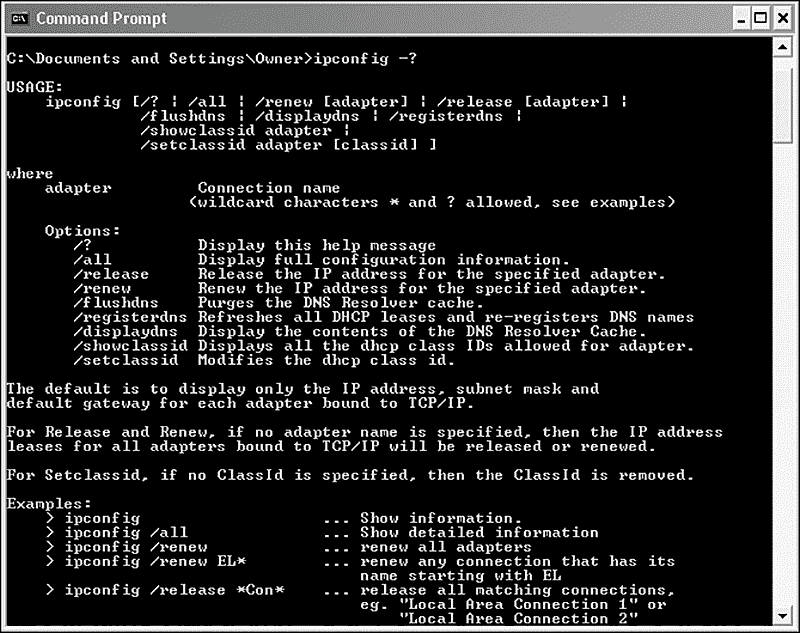 Command Prompt
C:\Documents and Settings\Owner>ipconfig -?
USAGE:
    ipconfig [/? | /all | /renew [adapter] | /release [adapter] |
              /flushdns | /displaydns | /registerdns |
              /showclassid adapter |
              /setclassid adapter [classid] ]
where
    adapter         Connection name
                   (wildcard characters * and ? allowed, see examples)
    Options:
       /?           Display this help message
       /all         Display full configuration information.
       /release     Release the IP address for the specified adapter.
       /renew       Renew the IP address for the specified adapter.
       /flushdns    Purges the DNS Resolver cache.
       /registerdns Refreshes all DHCP leases and re-registers DNS names
       /displaydns  Display the contents of the DNS Resolver Cache.
       /showclassid Displays all the dhcp class IDs allowed for adapter.
       /setclassid  Modifies the dhcp class id.
The default is to display only the IP address, subnet mask and
default gateway for each adapter bound to TCP/IP.
For Release and Renew, if no adapter name is specified, then the IP address
leases for all adapters bound to TCP/IP will be released or renewed.
For Setclassid, if no ClassId is specified, then the ClassId is removed.
Examples:
    > ipconfig                   ... Show information.
    > ipconfig /all              ... Show detailed information
    > ipconfig /renew            ... renew all adapters
    > ipconfig /renew EL*        ... renew any connection that has its
                                     name starting with EL
    > ipconfig /release *Con*    ... release all matching connections,
                                     eg. "Local Area Connection 1" or
                                         "Local Area Connection 2"